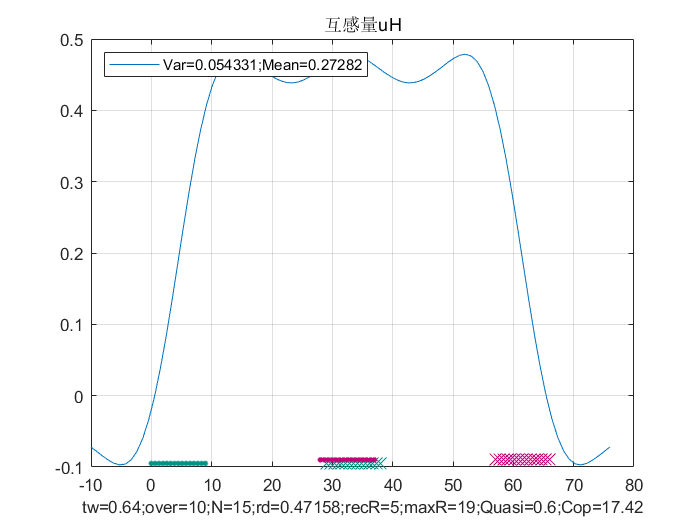 互感量uH
0.5
Var=0.054331;Mean=0.27282
0.4
0.3
0.2
0.1
0
-0.1
-10 0 10 20 30 40 50 60 70 80
tw=0.64;over=10;N=15;rd=0.47158;recR=5;maxR=19;Quasi=0.6;Cop=17.42